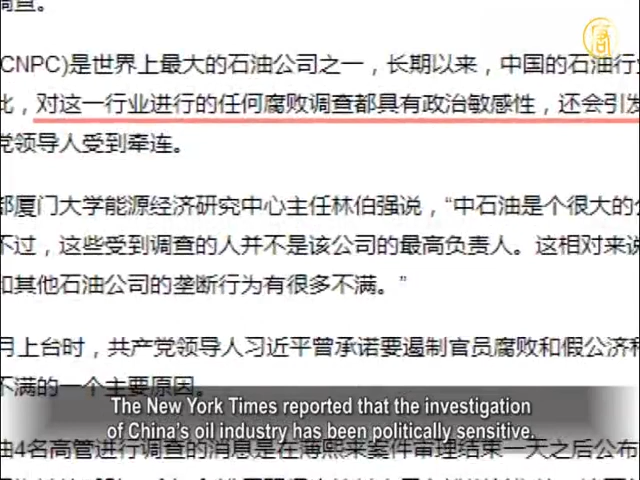 调查。
CNPC)是世界上最大的石油公司之一，长期以来，中国的石油行业
比，对这一行业进行的任何腐败调查都具有政治敏感性，还会引发
党领导人受到牵连。
部厦门大学能源经济研究中心主任林伯强说，“中石油是个很大的
不过，这些受到调查的人并不是该公司的最高负责人。这相对来说
和其他石油公司的垄断行为有很多不满。”
月上台时，共产党领导人习近平曾承诺要遏制官员腐败和假公济
不满的一个主要原因。
The New York Times reported that the investigation
of China's oil industry has been politically sensitive.
油4名高管进行调查的消息是在薄熙来案件审理结束一天之后公布